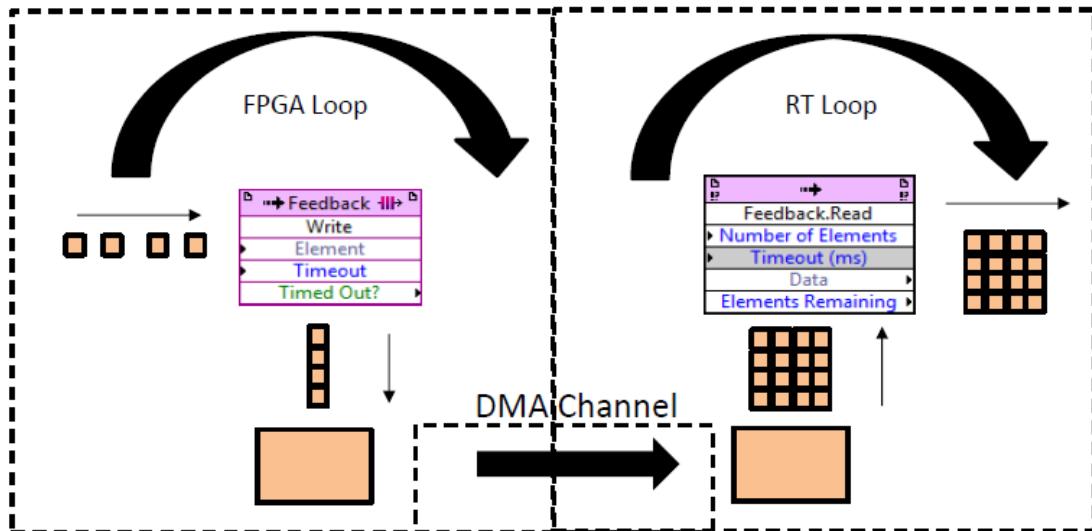 FPGA Loop
Feedback
Write
Element
Timeout
Timed Out?
RT Loop
Feedback.Read
Number of Elements
Timeout (ms)
Data
Elements Remaining
DMA Channel